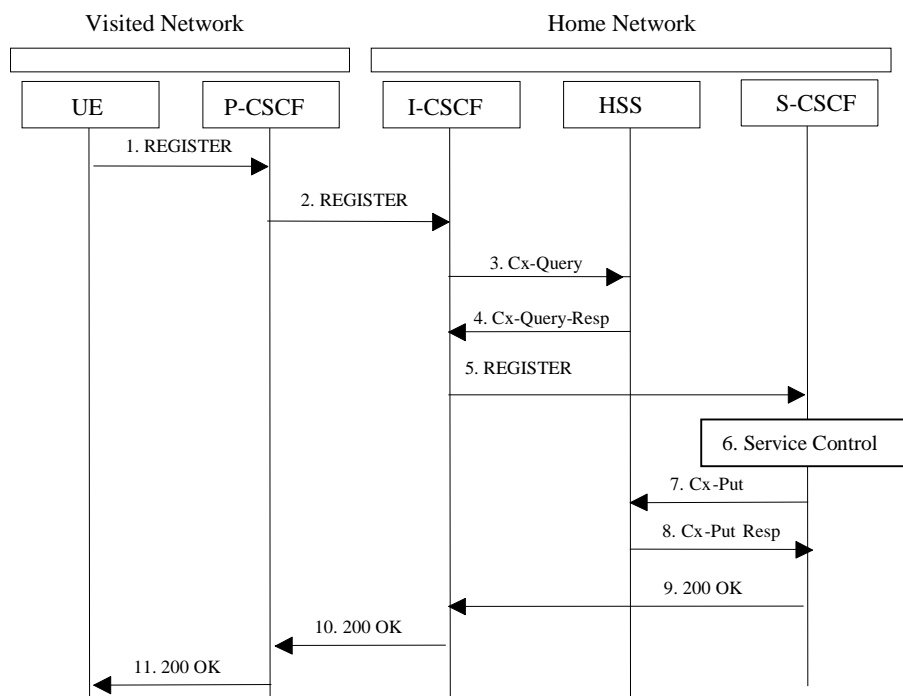 Visited Network
Home Network
UE
P-CSCF
I-CSCF
HSS
S-CSCF
1. REGISTER
2. REGISTER
3. Cx-Query
4. Cx-Query-Resp
5. REGISTER
6. Service Control
7. Cx-Put
8. Cx-Put Resp
9. 200 OK
10. 200 OK
11. 200 OK